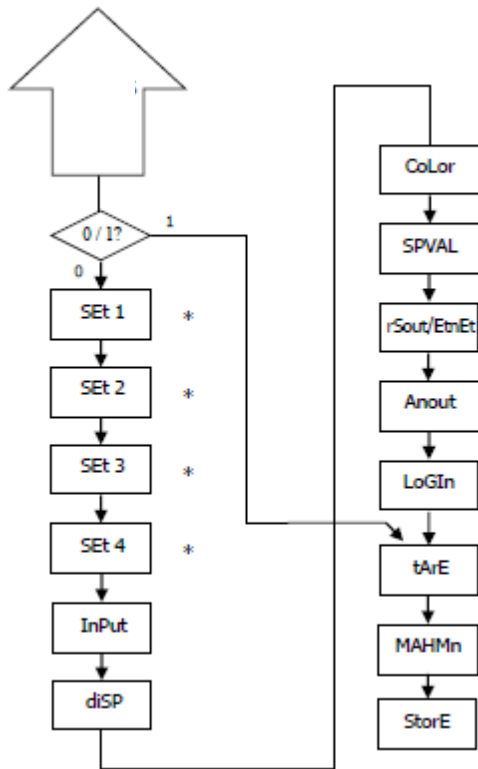 0 / 1?
1
0
SEt 1 *
SEt 2 *
SEt 3 *
SEt 4 *
InPut
diSP
CoLor
SPVAL
rSout/EtnEt
Anout
LoGIn
tArE
MAHMn
StorE